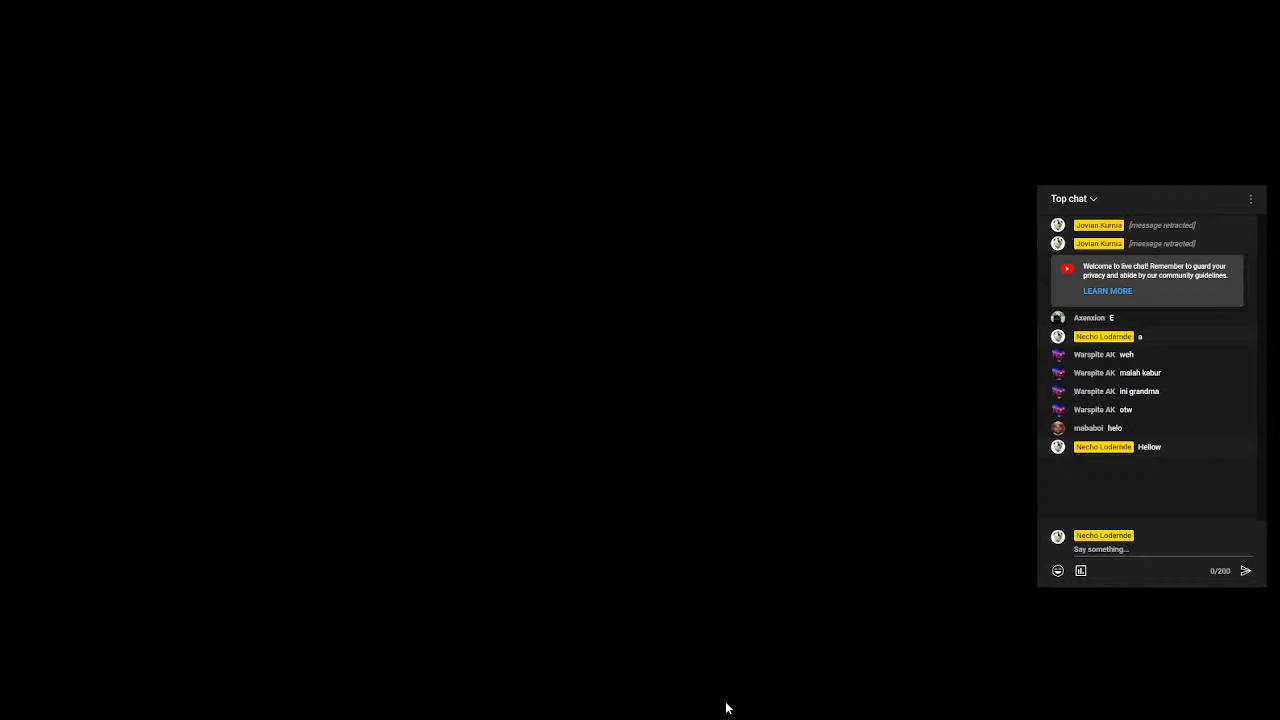 Top chat
Jovian Kurnia [message retracted]
Jovian Kurnia [message retracted]
Welcome to live chat! Remember to guard your
privacy and abide by our community guidelines.
LEARN MORE
Axenxion E
Necho Lodernde a
Warspite AK weh
Warspite AK malah kabur
Warspite AK ini grandma
Warspite AK otw
mababoi helo
Necho Lodernde Hellow
Necho Lodernde
Say something...
0/200